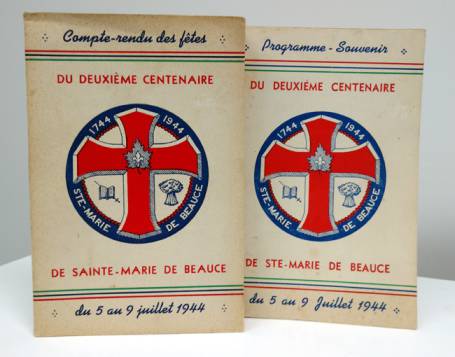 Compte-rendu des fêtes
DU DEUXIÈME CENTENAIRE
1744 1944
STE-MARIE DE BEAUCE
DE SAINTE-MARIE DE BEAUCE
du 5 au 9 juillet 1944
Programme-Souvenir
DU DEUXIÈME CENTENAIRE
1744 1944
STE-MARIE DE BEAUCE
DE STE-MARIE DE BEAUCE
du 5 au 9 Juillet 1944